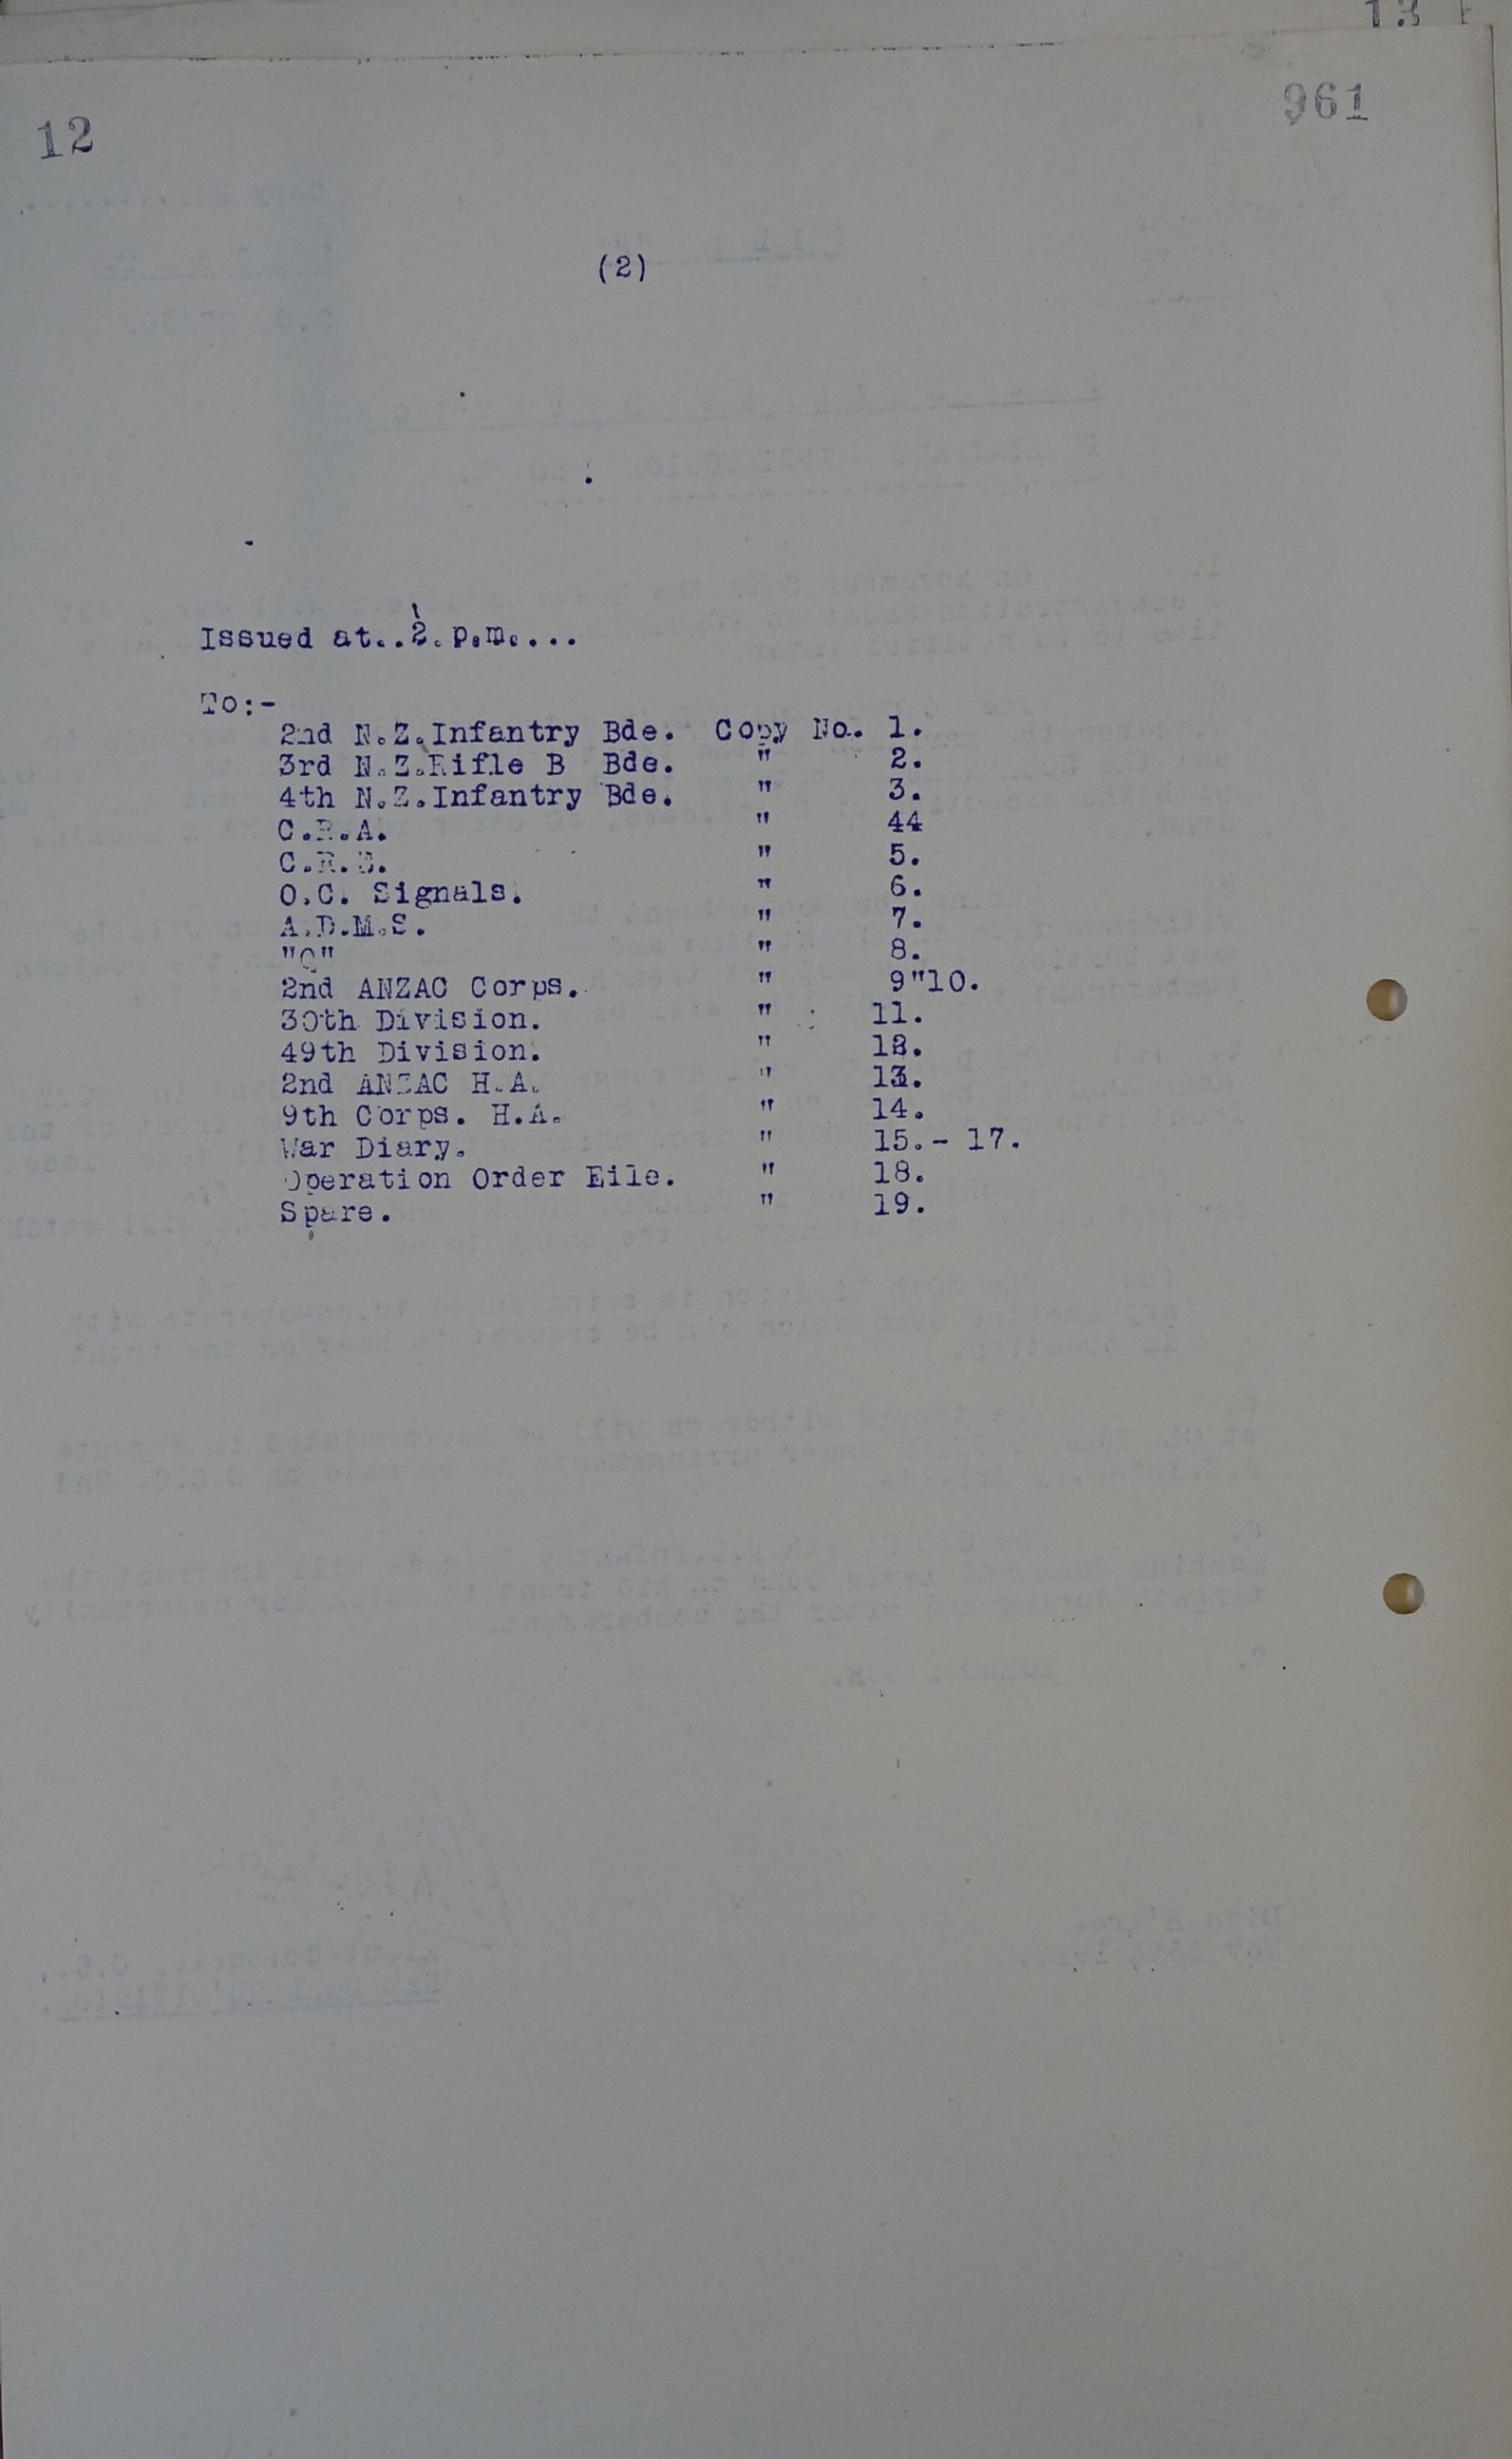 13
961
12
(2)
Issued at..2.p.m....
To:-
2nd N.Z.Infantry Bde. Copy No. 1.
3rd N.Z.Rifle B Bde. " 2.
4th N.Z.Infantry Bde. " 3.
C.R.A. " 44
C.R.E. " 5.
O.C. Signals. " 6.
A.D.M.S. " 7.
"Q" " 8.
2nd ANZAC Corps. " 9"10.
30th Division. " 11.
49th Division. " 12.
2nd ANZAC H.A. " 13.
9th Corps. H.A. " 14.
War Diary. " 15.- 17.
Operation Order Eile. " 18.
Spare. " 19.